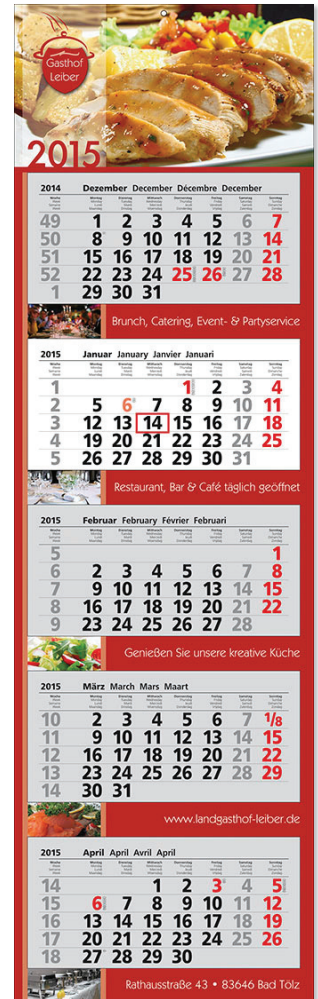 Gasthof
Leiber
2015
2014 Dezember December Décembre December
49 1 2 3 4 5 6 7
50 8 9 10 11 12 13 14
51 15 16 17 18 19 20 21
52 22 23 24 25 26 27 28
1 29 30 31
Brunch, Catering, Event- & Partyservice
2015 Januar January Janvier Januari
1 1 2 3 4
2 5 6 7 8 9 10 11
3 12 13 14 15 16 17 18
4 19 20 21 22 23 24 25
5 26 27 28 29 30 31
Restaurant, Bar & Café täglich geöffnet
2015 Februar February Février Februari
5 1
6 2 3 4 5 6 7 8
7 9 10 11 12 13 14 15
8 16 17 18 19 20 21 22
9 23 24 25 26 27 28
Genießen Sie unsere kreative Küche
2015 März March Mars Maart
10 2 3 4 5 6 7 1/8
11 9 10 11 12 13 14 15
12 16 17 18 19 20 21 22
13 23 24 25 26 27 28 29
14 30 31
www.landgasthof-leiber.de
2015 April April Avril April
14 1 2 3 4 5
15 6 7 8 9 10 11 12
16 13 14 15 16 17 18 19
17 20 21 22 23 24 25 26
18 27 28 29 30
Rathausstraße 43 • 83646 Bad Tölz